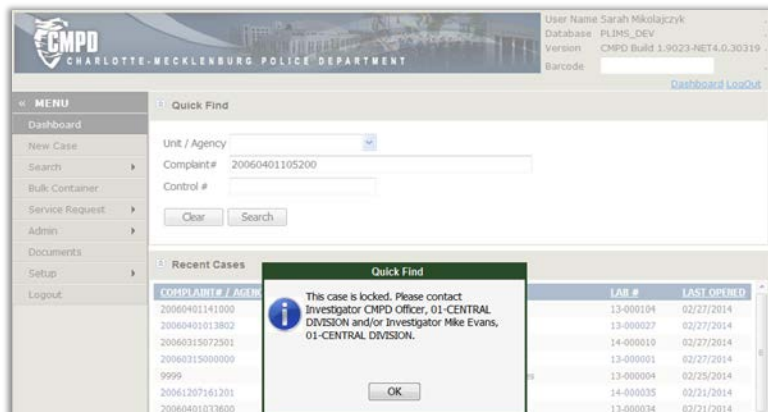 CMPD
CHARLOTTE-MECKLENBURG POLICE DEPARTMENT
User Name Sarah Mikolajczyk
Database PLIMS_DEV
Version CMPD Build 1.9023-NET4.0.30319
Barcode
Dashboard LogOut
« MENU
Dashboard
New Case
Search
Bulk Container
Service Request
Admin
Documents
Setup
Logout
Quick Find
Unit / Agency
Complaint# 20060401105200
Control #
Clear Search
Recent Cases
COMPLAINT# / AGENC LAB # LAST OPENED
20060401141000 13-000104 02/27/2014
20060401013802 13-000027 02/27/2014
20060315072501 14-000010 02/27/2014
20060315000000 13-000001 02/27/2014
9999 es 13-000004 02/25/2014
20061207161201 14-000035 02/21/2014
20060401033600 13-000034 02/21/2014
Quick Find
This case is locked. Please contact
Investigator CMPD Officer, 01-CENTRAL
DIVISION and/or Investigator Mike Evans,
01-CENTRAL DIVISION.
OK